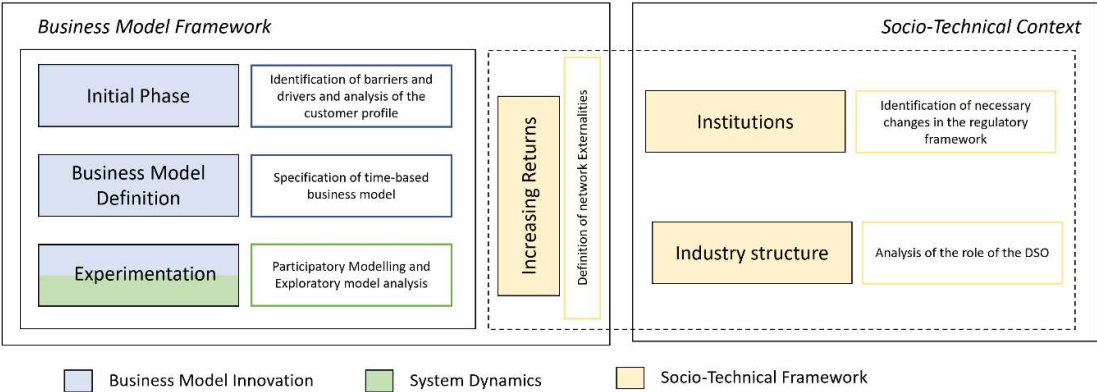 Business Model Framework
Socio-Technical Context
Initial Phase
Identification of barriers and
drivers and analysis of the
customer profile
Business Model
Definition
Specification of time-based
business model
Experimentation
Participatory Modelling and
Exploratory model analysis
Increasing Returns
Definition of network Externalities
Institutions
Identification of necessary
changes in the regulatory
framework
Industry structure
Analysis of the role of the DSO
Business Model Innovation
System Dynamics
Socio-Technical Framework